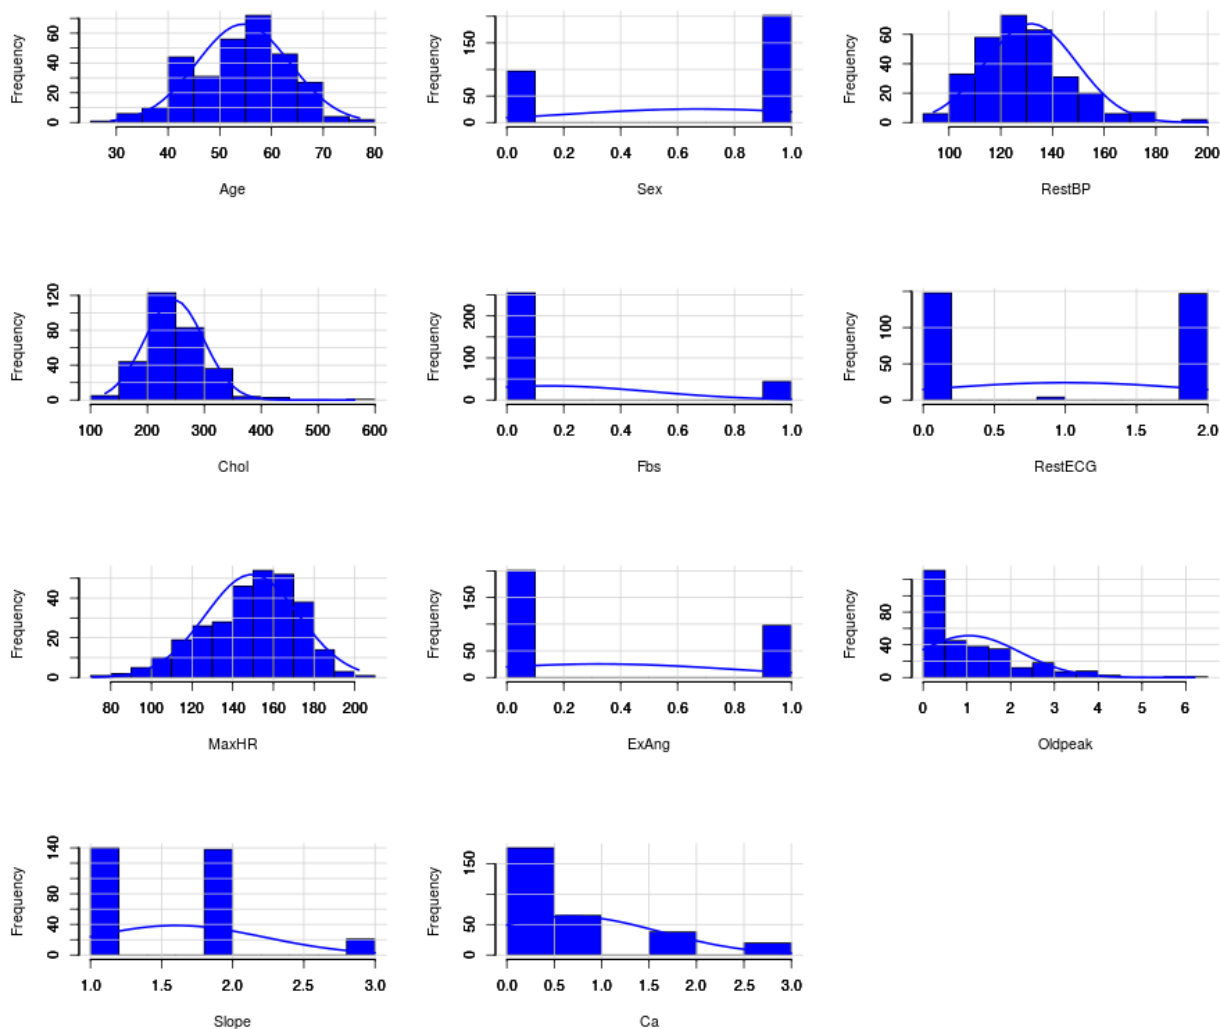 Frequency
0 20 40 60
30 40 50 60 70 80
Age
Frequency
0 50 150
0.0 0.2 0.4 0.6 0.8 1.0
Sex
Frequency
0 20 40 60
100 120 140 160 180 200
RestBP
Frequency
0 40 80 120
100 200 300 400 500 600
Chol
Frequency
0 100 200
0.0 0.2 0.4 0.6 0.8 1.0
Fbs
Frequency
0 50 100
0.0 0.5 1.0 1.5 2.0
RestECG
Frequency
0 20 40
80 100 120 140 160 180 200
MaxHR
Frequency
0 50 150
0.0 0.2 0.4 0.6 0.8 1.0
ExAng
Frequency
0 40 80
0 1 2 3 4 5 6
Oldpeak
Frequency
0 40 80 140
1.0 1.5 2.0 2.5 3.0
Slope
Frequency
0 50 150
0.0 0.5 1.0 1.5 2.0 2.5 3.0
Ca